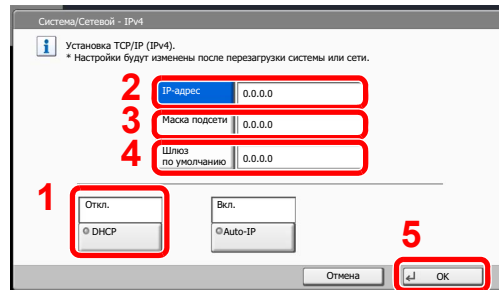 Система/Сетевой - IPv4
Установка TCP/IP (IPv4).
* Настройки будут изменены после перезагрузки системы или сети.
2 IP-адрес 0.0.0.0
3 Маска подсети 0.0.0.0
4 Шлюз
по умолчанию 0.0.0.0
1 Откл. Вкл.
DHCP Auto-IP
5
Отмена OK